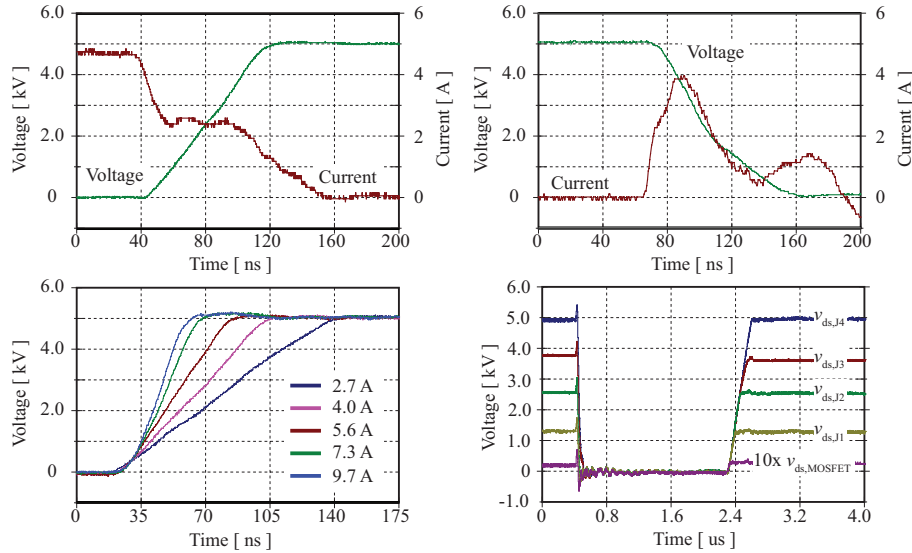 6.0
4.0
2.0
0
Voltage [ kV ]
6
4
2
0
Current [ A ]
Voltage
Current
0 40 80 120 160 200
Time [ ns ]
6.0
4.0
2.0
0
Voltage [ kV ]
6
4
2
0
Current [ A ]
Voltage
Current
0 40 80 120 160 200
Time [ ns ]
6.0
4.0
2.0
0
Voltage [ kV ]
2.7 A
4.0 A
5.6 A
7.3 A
9.7 A
0 35 70 105 140 175
Time [ ns ]
6.0
5.0
4.0
3.0
2.0
1.0
0
-1.0
Voltage [ kV ]
v ds,J4
v ds,J3
v ds,J2
v ds,J1
10x v ds,MOSFET
0 0.8 1.6 2.4 3.2 4.0
Time [ us ]